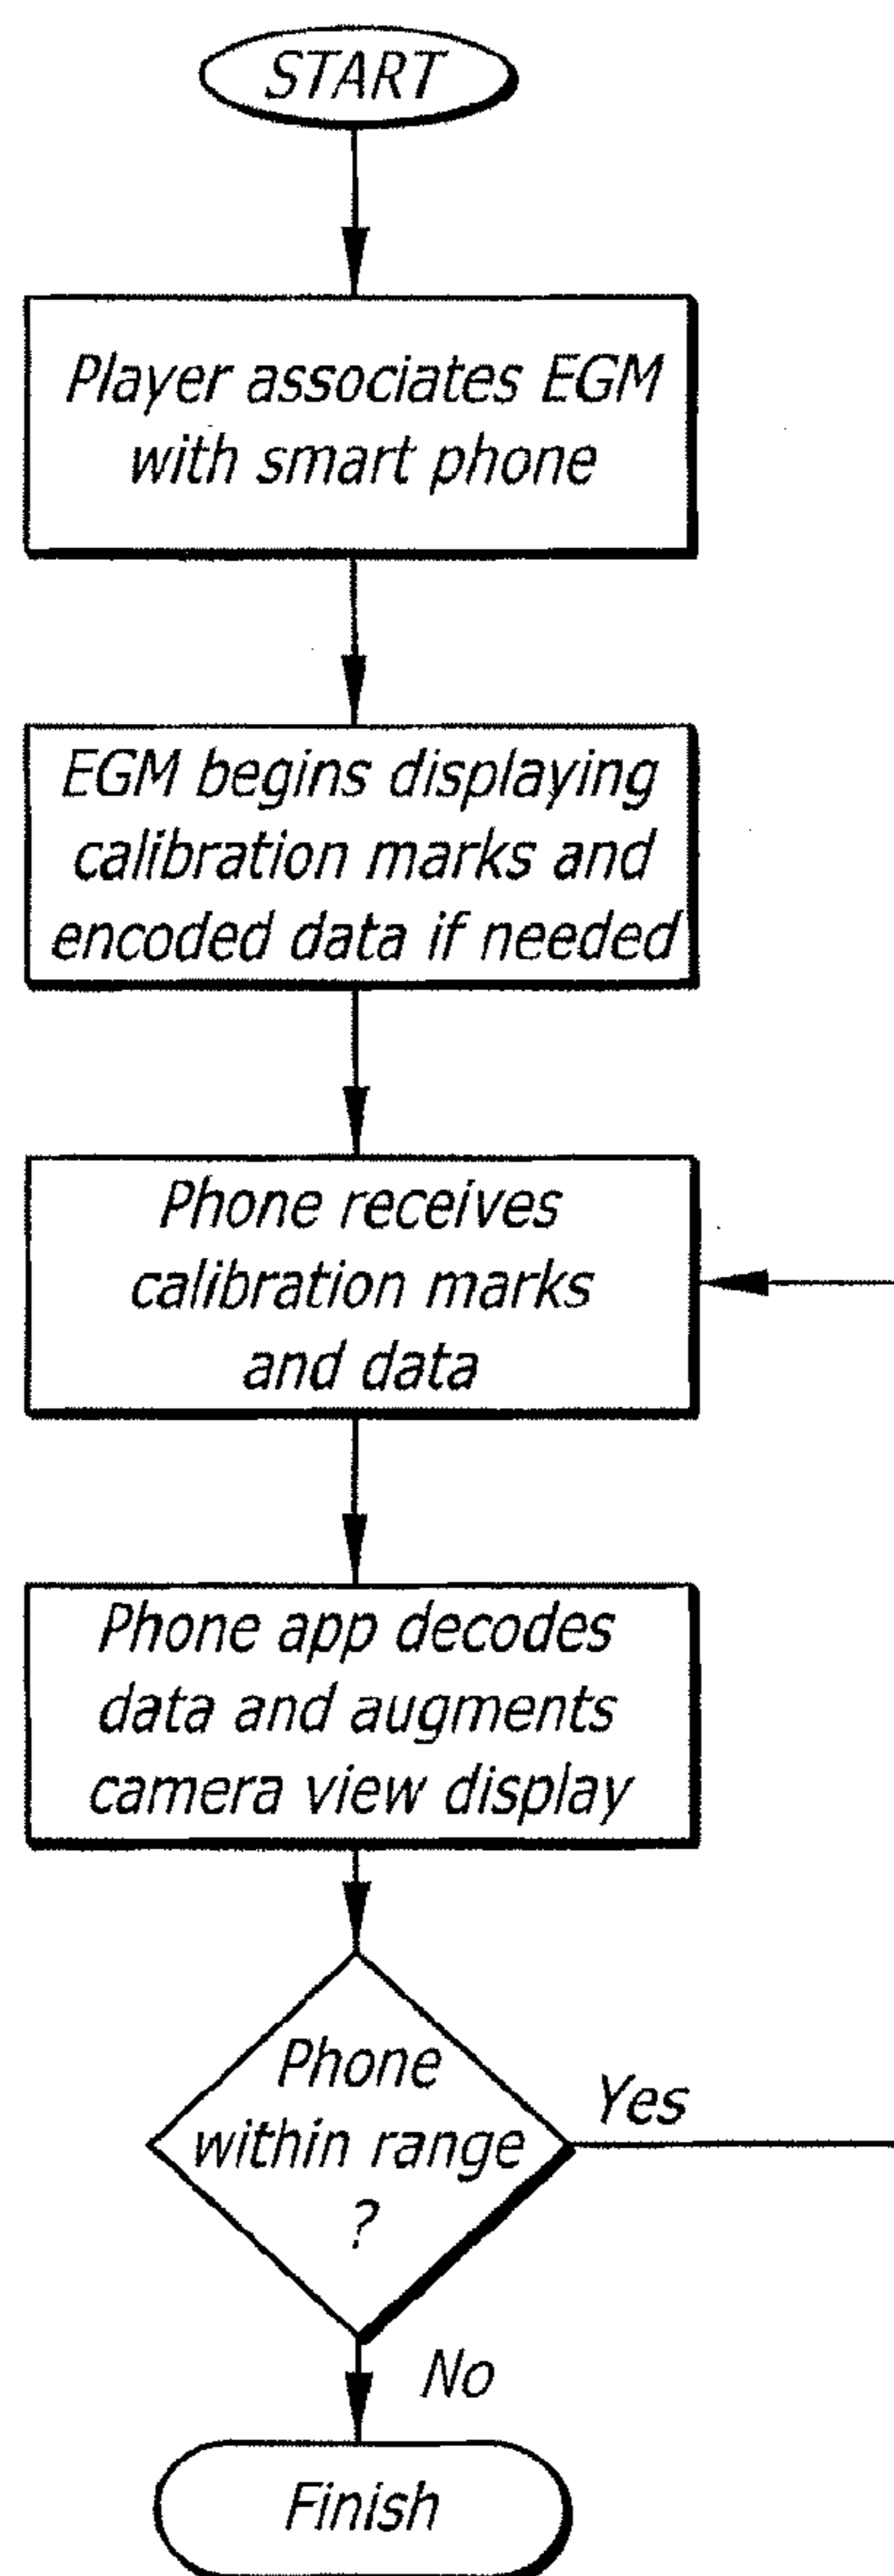 START
Player associates EGM
with smart phone
EGM begins displaying
calibration marks and
encoded data if needed
Phone receives
calibration marks
and data
Phone app decodes
data and augments
camera view display
Phone
within range
?
Yes
No
Finish